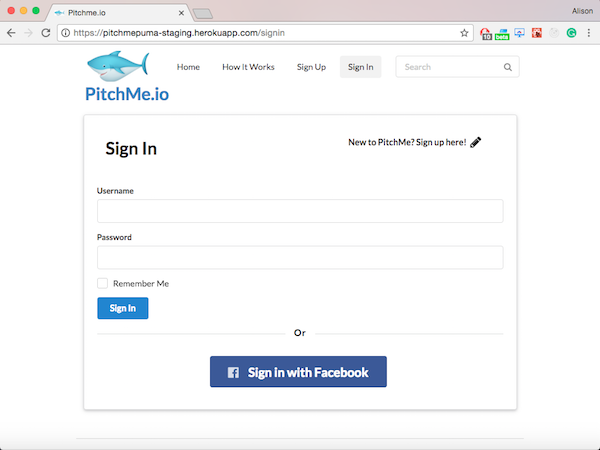 Pitchme.io
Alison
https://pitchmepuma-staging.herokuapp.com/signin
10
beta
Home
How It Works
Sign Up
Sign In
Search
PitchMe.io
Sign In
New to PitchMe? Sign up here!
Username
Password
Remember Me
Sign In
Or
Sign in with Facebook